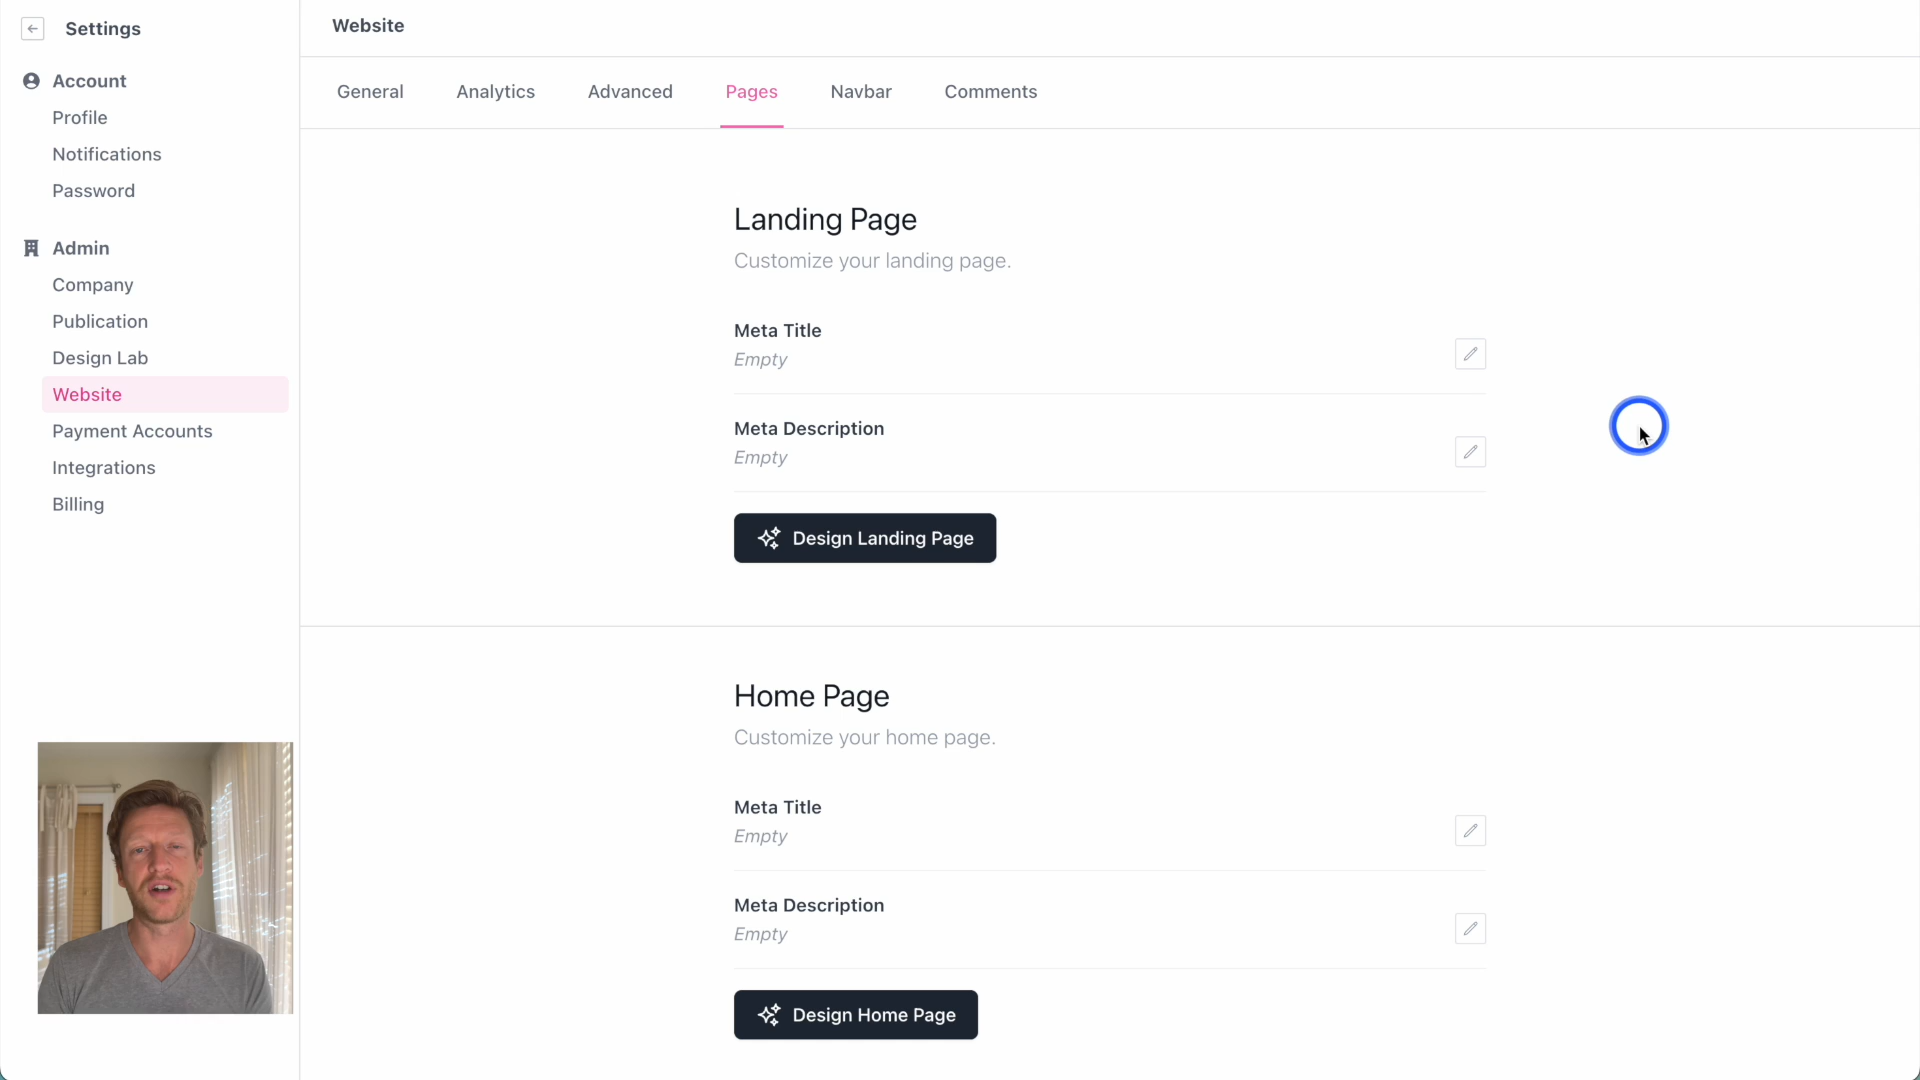 Settings
Account
Profile
Notifications
Password
Admin
Company
Publication
Design Lab
Website
Payment Accounts
Integrations
Billing
Website
General Analytics Advanced Pages Navbar Comments
Landing Page
Customize your landing page.
Meta Title
Empty
Meta Description
Empty
Design Landing Page
Home Page
Customize your home page.
Meta Title
Empty
Meta Description
Empty
Design Home Page